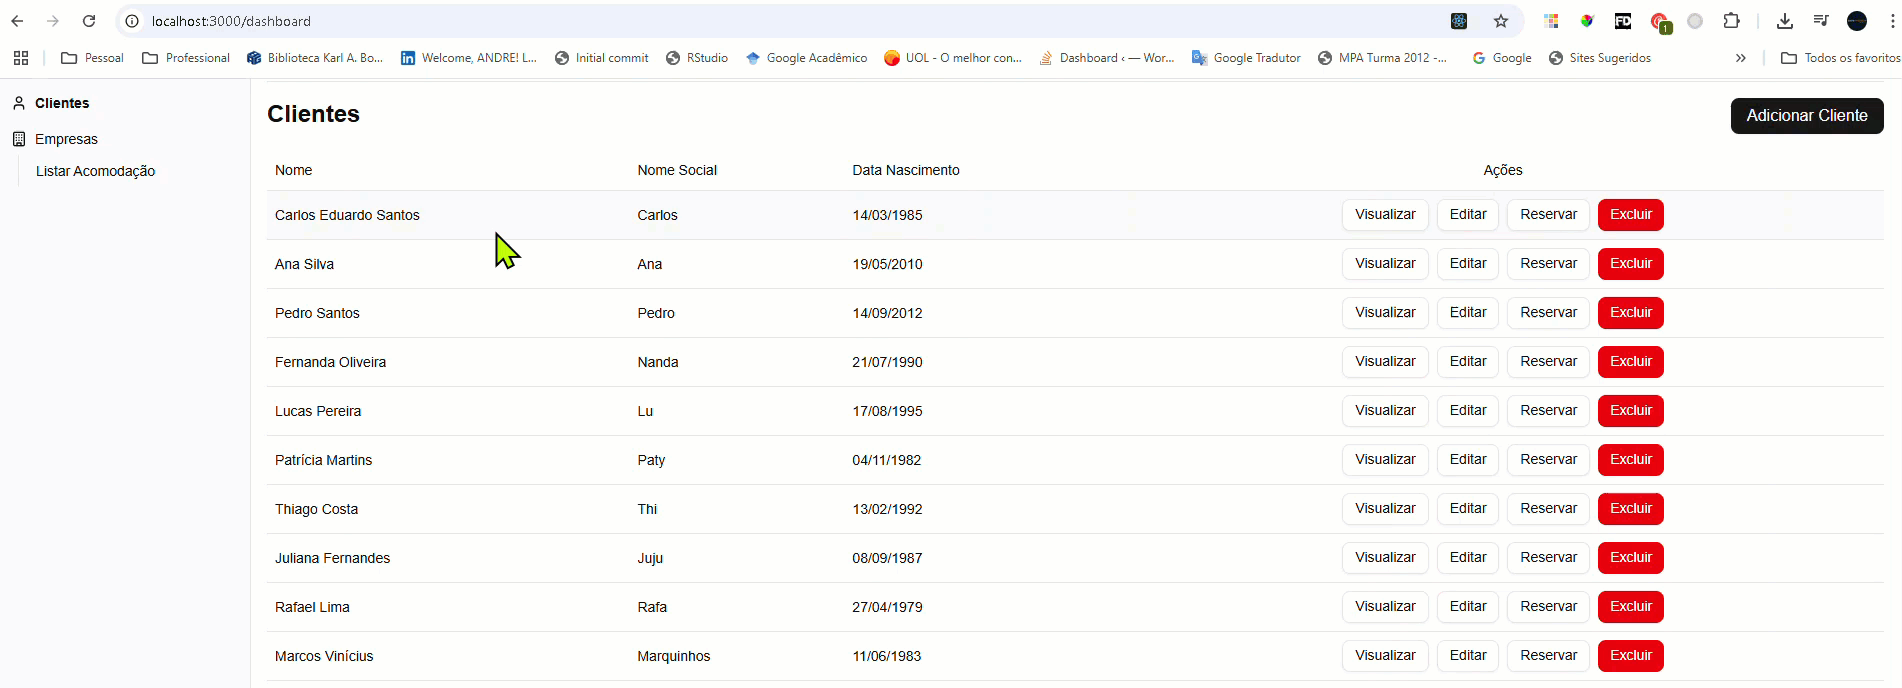 localhost:3000/dashboard
FD
1
Pessoal Professional Biblioteca Karl A. Bo... Welcome, ANDRE! L... Initial commit RStudio Google Acadêmico UOL - O melhor con... Dashboard ‹ — Wor... Google Tradutor MPA Turma 2012 -... Google Sites Sugeridos Todos os favoritos
Clientes
Empresas
Listar Acomodação
Clientes Adicionar Cliente
Nome Nome Social Data Nascimento Ações
Carlos Eduardo Santos Carlos 14/03/1985 Visualizar Editar Reservar Excluir
Ana Silva Ana 19/05/2010 Visualizar Editar Reservar Excluir
Pedro Santos Pedro 14/09/2012 Visualizar Editar Reservar Excluir
Fernanda Oliveira Nanda 21/07/1990 Visualizar Editar Reservar Excluir
Lucas Pereira Lu 17/08/1995 Visualizar Editar Reservar Excluir
Patrícia Martins Paty 04/11/1982 Visualizar Editar Reservar Excluir
Thiago Costa Thi 13/02/1992 Visualizar Editar Reservar Excluir
Juliana Fernandes Juju 08/09/1987 Visualizar Editar Reservar Excluir
Rafael Lima Rafa 27/04/1979 Visualizar Editar Reservar Excluir
Marcos Vinícius Marquinhos 11/06/1983 Visualizar Editar Reservar Excluir